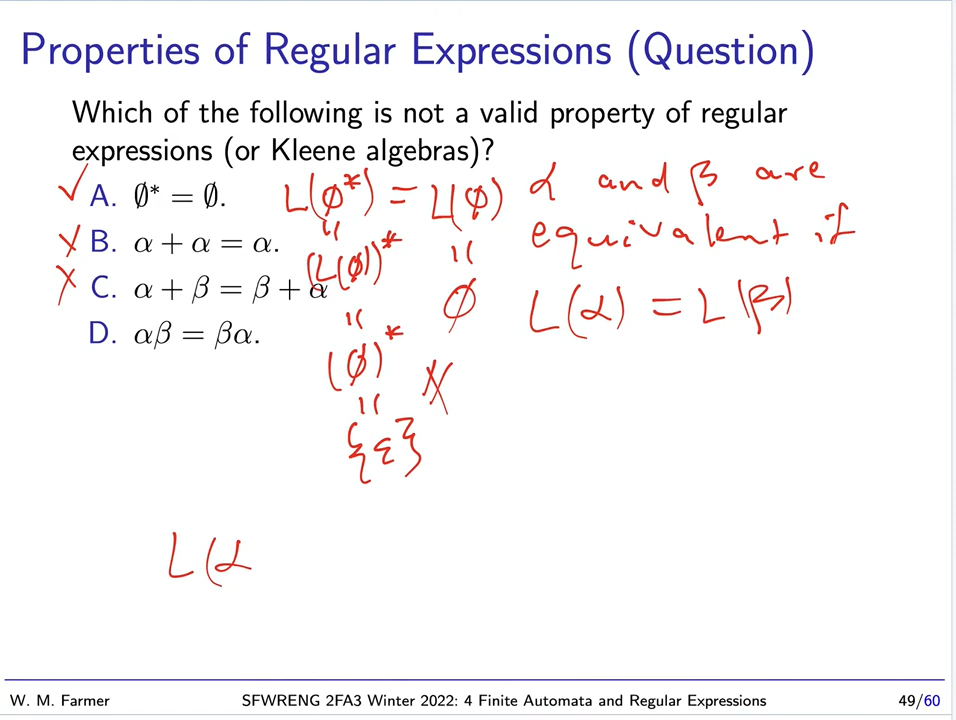 Properties of Regular Expressions (Question)
Which of the following is not a valid property of regular
expressions (or Kleene algebras)?
✓ A. ∅* = ∅.
X B. α + α = α.
X C. α + β = β + α
D. αβ = βα.
L(∅*) = L(∅)
(L(∅))* ∅
(∅)*
{ε}
α and β are
equivalent if
L(α) = L(β)
L(α
W. M. Farmer SFWRENG 2FA3 Winter 2022: 4 Finite Automata and Regular Expressions 49/60